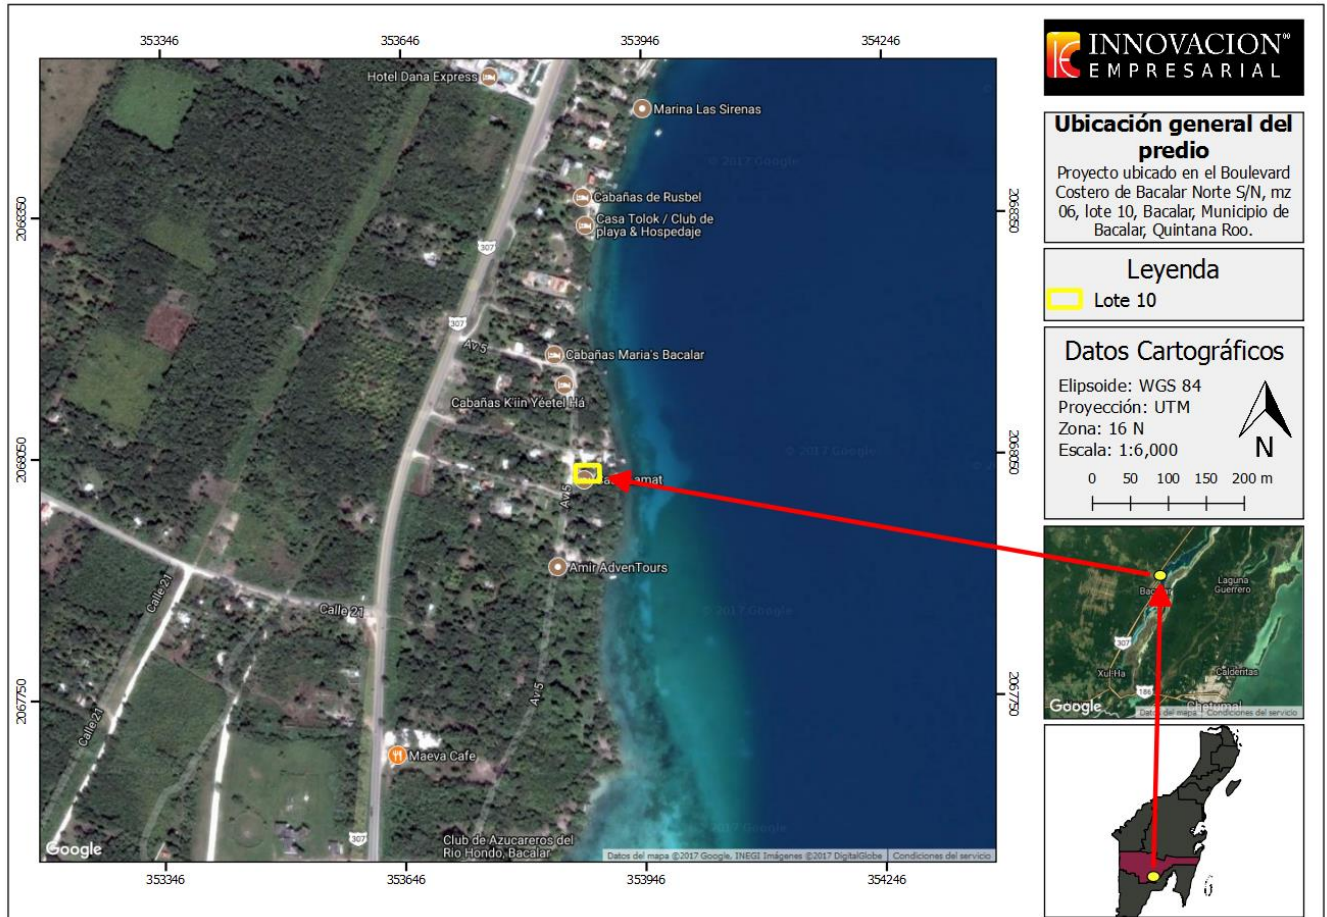 353346
353646
353946
354246
Hotel Dana Express
Marina Las Sirenas
© 2017 Google
Cabañas de Rusbel
Casa Tolok / Club de
playa & Hospedaje
2068350
2068350
307
307
Av 5
Cabañas Maria's Bacalar
Cabañas K'iin Yéetel Há
© 2017 Google
2068050
2068050
Av 5
Amir AdvenTours
© 2017 Google
Calle 21
Calle 21
Av 5
Calle 21
2067750
2067750
Maeva Cafe
© 2017 Google
307
Club de Azucareros del
Rio Hondo, Bacalar
Google
Datos del mapa ©2017 Google, INEGI Imágenes ©2017 DigitalGlobe
Condiciones del servicio
353346
353646
353946
354246
INNOVACION
EMPRESARIAL
Ubicación general del
predio
Proyecto ubicado en el Boulevard
Costero de Bacalar Norte S/N, mz
06, lote 10, Bacalar, Municipio de
Bacalar, Quintana Roo.
Leyenda
Lote 10
Datos Cartográficos
Elipsoide: WGS 84
Proyección: UTM
Zona: 16 N
Escala: 1:6,000
N
0 50 100 150 200 m
Laguna
Guerrero
307
Xul-Ha
Calderitas
186
Chetumal
Google
Datos del mapa
Condiciones del servicio